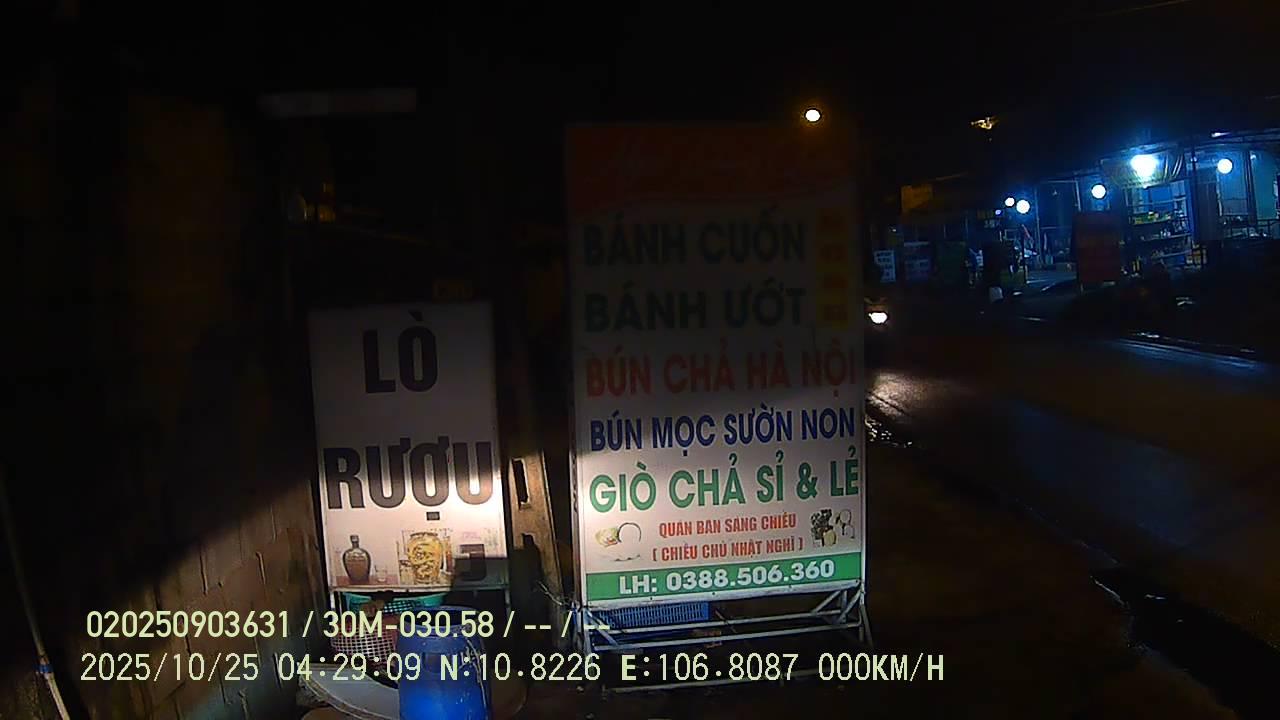 LÒ
RƯỢU
BÁNH CUỐN
BÁNH ƯỚT
BÚN CHẢ HÀ NỘI
BÚN MỌC SƯỜN NON
GIÒ CHẢ SỈ & LẺ
QUÁN BÁN SÁNG CHIỀU
( CHIỀU CHỦ NHẬT NGHỈ )
LH: 0388.506.360
020250903631 / 30M-030.58 / -- / --
2025/10/25 04:29:09 N:10.8226 E:106.8087 000KM/H